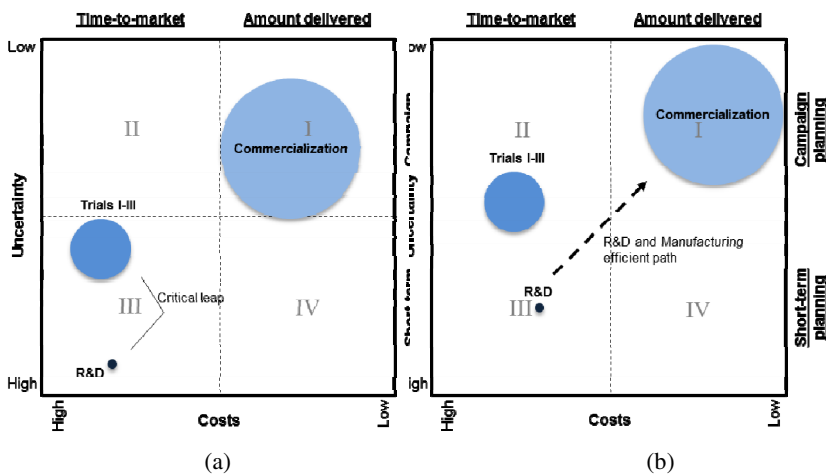 Time-to-market
Amount delivered
Low
II
I
Commercialization
Uncertainty
Trials I-III
Critical leap
III
IV
R&D
High
High
Costs
Low
(a)
Time-to-market
Amount delivered
II
I
Commercialization
Campaign
planning
Trials I-III
R&D and Manufacturing
efficient path
R&D
III
IV
Short-term
planning
High
Costs
Low
(b)